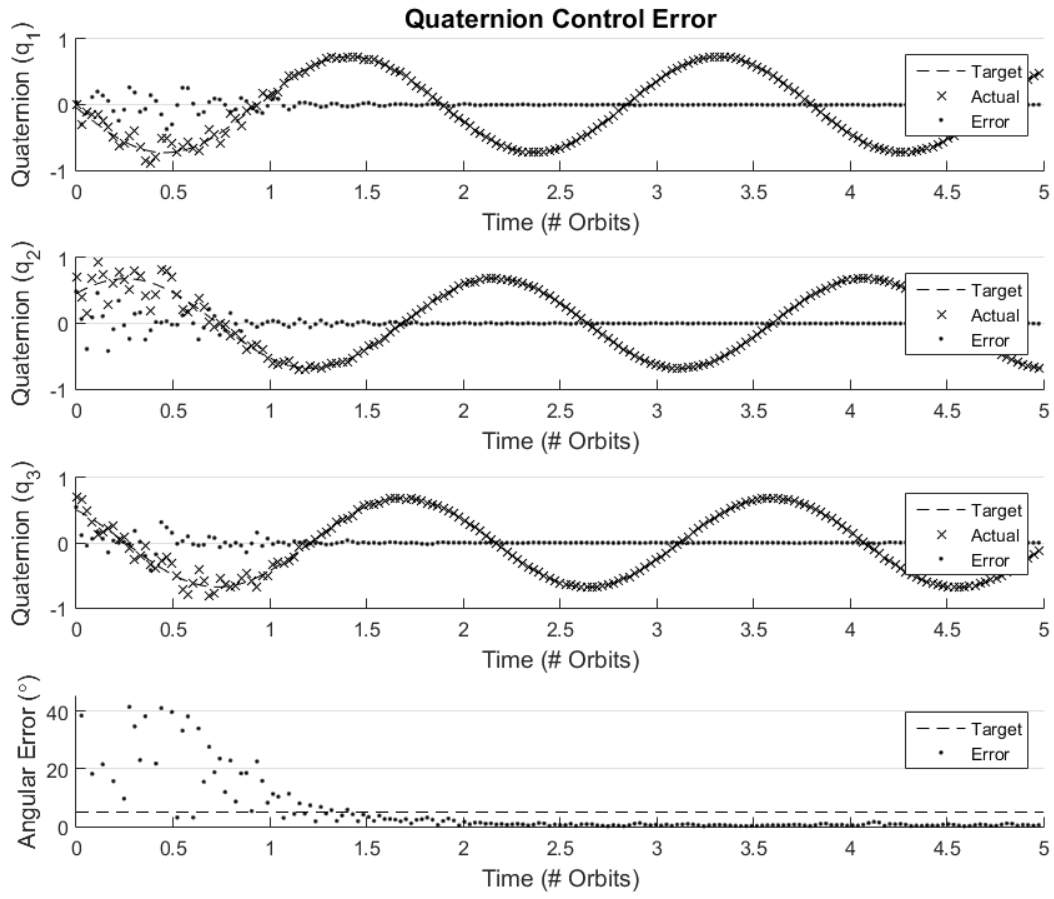 Quaternion Control Error
Quaternion (q1)
1
0
-1
Target
Actual
Error
0 0.5 1 1.5 2 2.5 3 3.5 4 4.5 5
Time (# Orbits)
Quaternion (q2)
1
0
-1
Target
Actual
Error
0 0.5 1 1.5 2 2.5 3 3.5 4 4.5 5
Time (# Orbits)
Quaternion (q3)
1
0
-1
Target
Actual
Error
0 0.5 1 1.5 2 2.5 3 3.5 4 4.5 5
Time (# Orbits)
Angular Error (°)
40
20
0
Target
Error
0 0.5 1 1.5 2 2.5 3 3.5 4 4.5 5
Time (# Orbits)